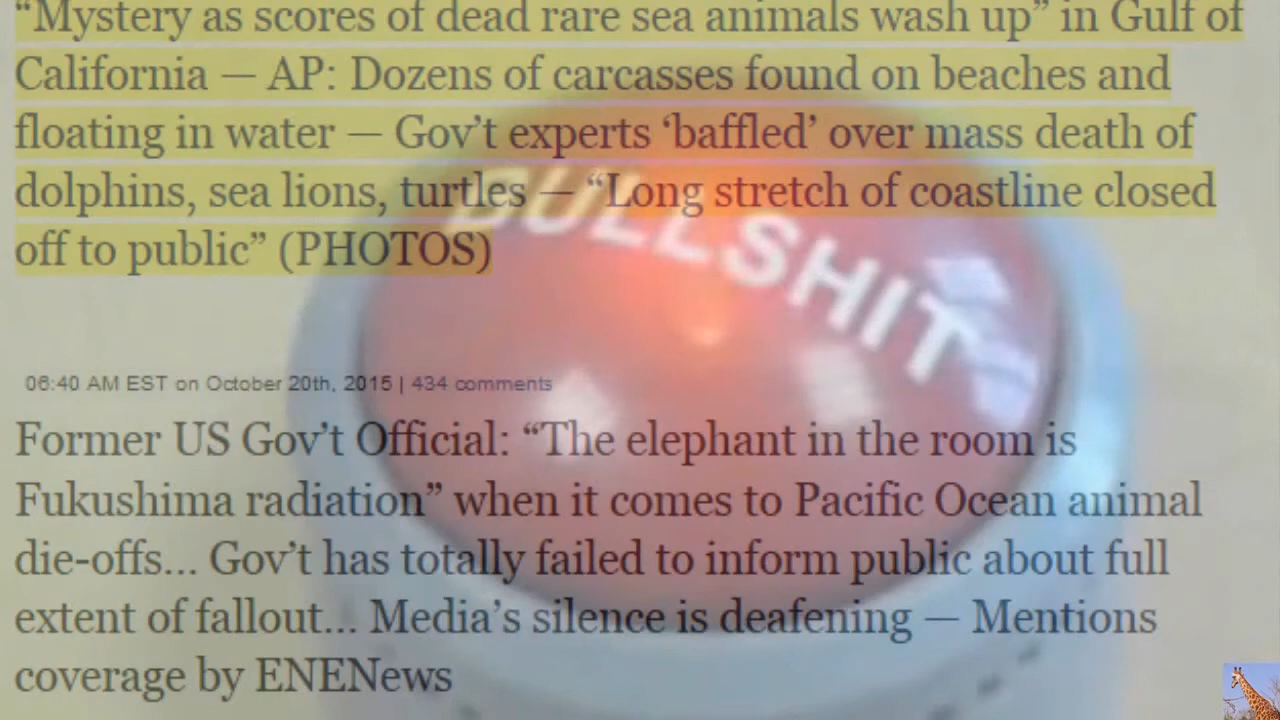 “Mystery as scores of dead rare sea animals wash up” in Gulf of
California — AP: Dozens of carcasses found on beaches and
floating in water — Gov’t experts ‘baffled’ over mass death of
dolphins, sea lions, turtles — “Long stretch of coastline closed
off to public” (PHOTOS)
BULLSHIT
06:40 AM EST on October 20th, 2015 | 434 comments
Former US Gov’t Official: “The elephant in the room is
Fukushima radiation” when it comes to Pacific Ocean animal
die-offs… Gov’t has totally failed to inform public about full
extent of fallout… Media’s silence is deafening — Mentions
coverage by ENENews